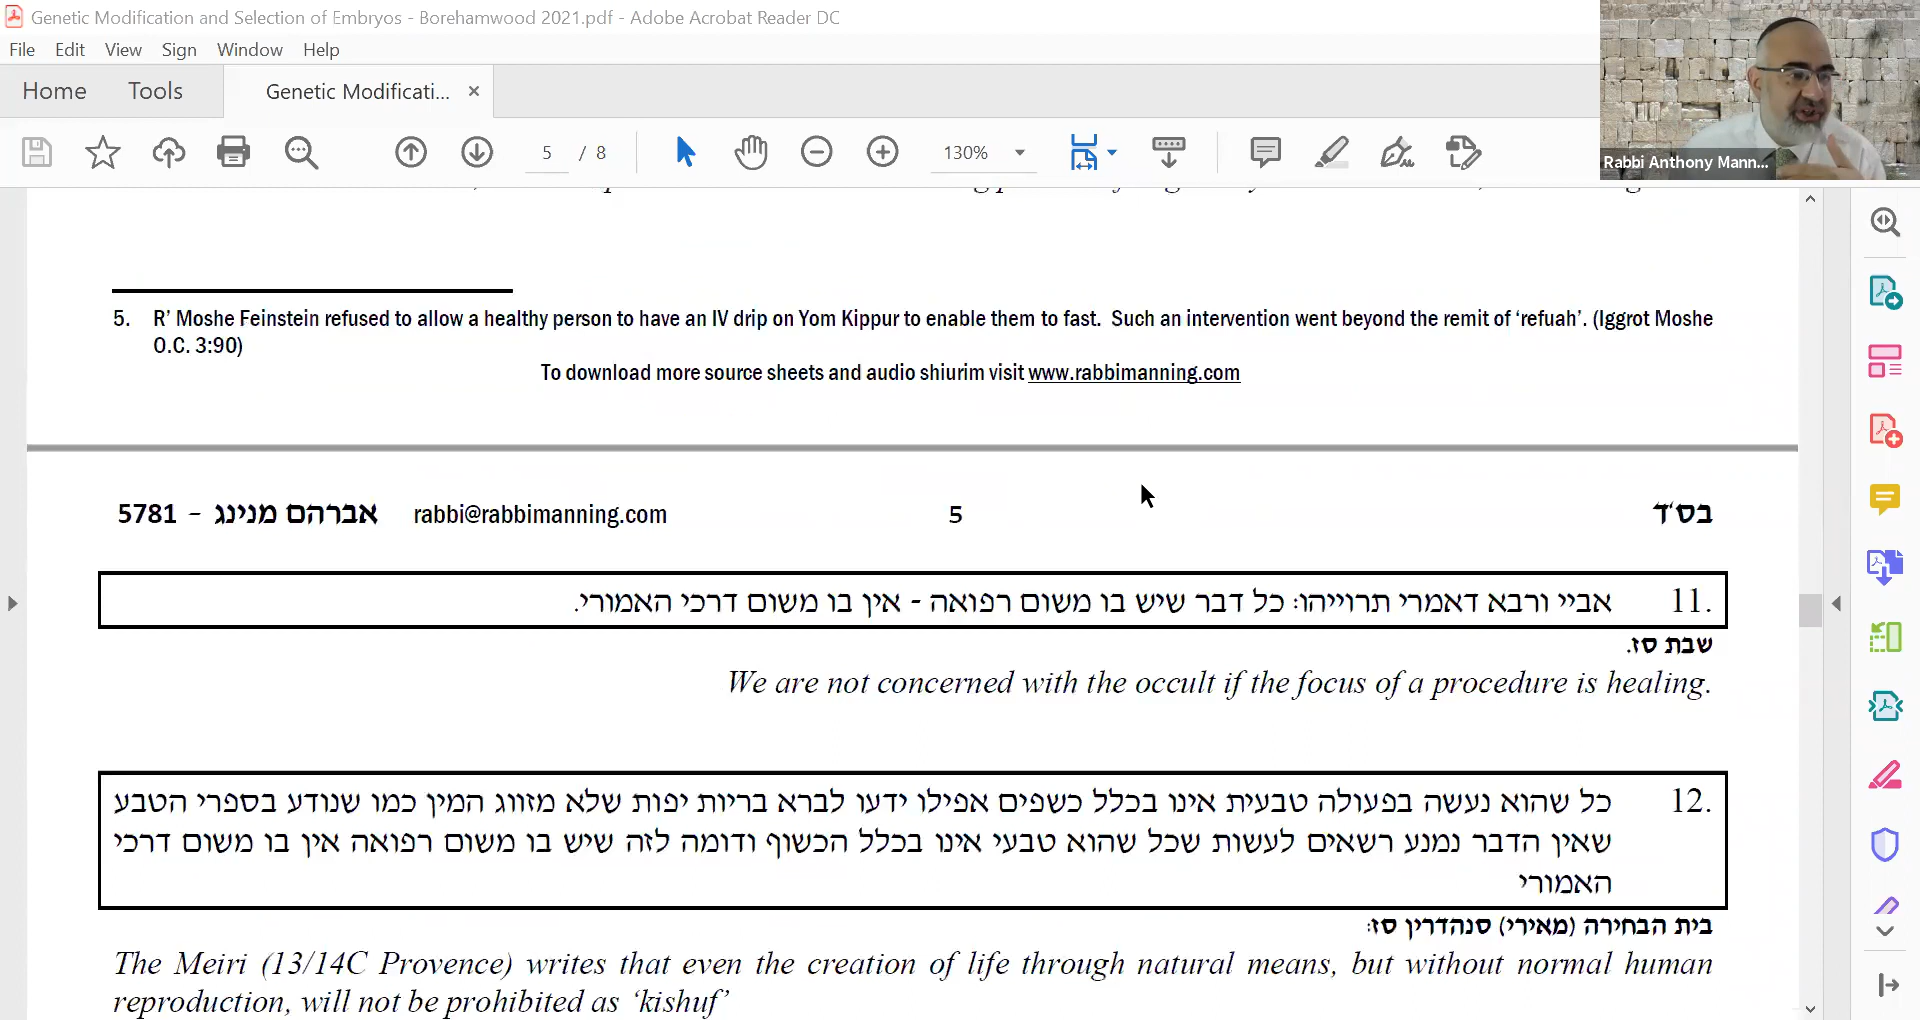 Genetic Modification and Selection of Embryos - Borehamwood 2021.pdf - Adobe Acrobat Reader DC
File Edit View Sign Window Help
Home Tools Genetic Modificati... ×
5 / 8 130%
Rabbi Anthony Mann...
5. R’ Moshe Feinstein refused to allow a healthy person to have an IV drip on Yom Kippur to enable them to fast. Such an intervention went beyond the remit of ‘refuah’. (Iggrot Moshe
O.C. 3:90)
To download more source sheets and audio shiurim visit www.rabbimanning.com
5781 - אברהם מנינג rabbi@rabbimanning.com 5 בס'ד
11. אביי ורבא דאמרי תרוייהו: כל דבר שיש בו משום רפואה - אין בו משום דרכי האמורי.
שבת סז.
We are not concerned with the occult if the focus of a procedure is healing.
12. כל שהוא נעשה בפעולה טבעית אינו בכלל כשפים אפילו ידעו לברא בריות יפות שלא מזווג המין כמו שנודע בספרי הטבע
שאין הדבר נמנע רשאים לעשות שכל שהוא טבעי אינו בכלל הכשוף ודומה לזה שיש בו משום רפואה אין בו משום דרכי
האמורי
בית הבחירה (מאירי) סנהדרין סז:
The Meiri (13/14C Provence) writes that even the creation of life through natural means, but without normal human
reproduction, will not be prohibited as ‘kishuf’